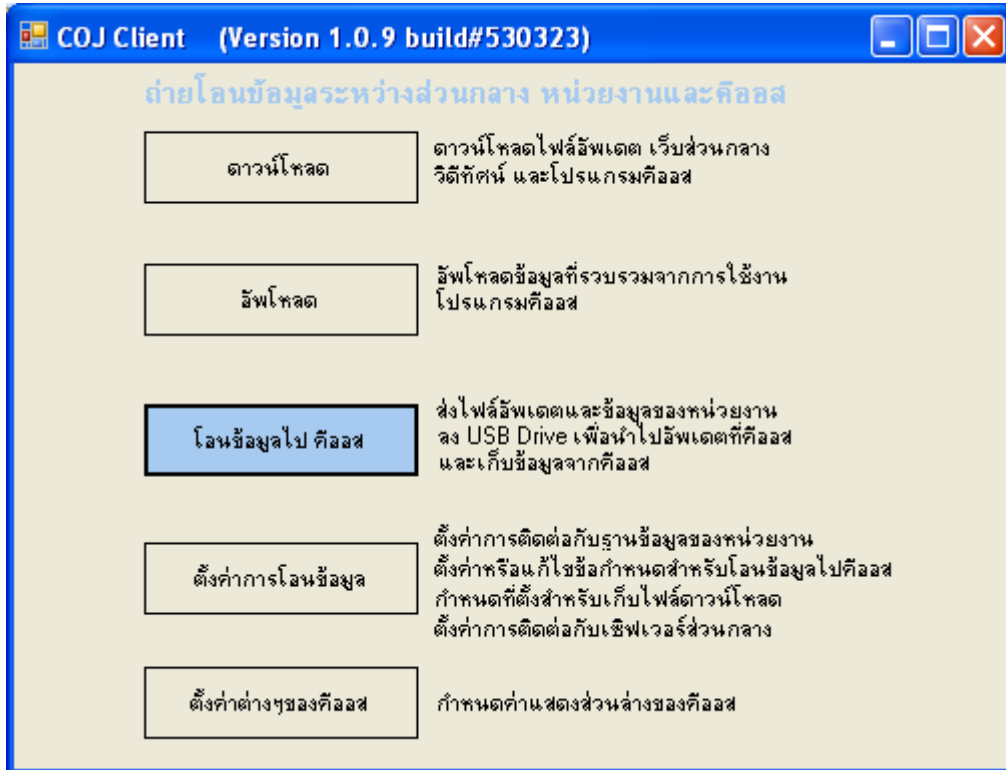 COJ Client (Version 1.0.9 build#530323)
ถ่ายโอนข้อมูลระหว่างส่วนกลาง หน่วยงานและคีออส
ดาวน์โหลด
ดาวน์โหลดไฟล์อัพเดต เว็บส่วนกลาง
วิดีทัศน์ และโปรแกรมคีออส
อัพโหลด
อัพโหลดข้อมูลที่รวบรวมจากการใช้งาน
โปรแกรมคีออส
โอนข้อมูลไป คีออส
ส่งไฟล์อัพเดตและข้อมูลของหน่วยงาน
ลง USB Drive เพื่อนำไปอัพเดตที่คีออส
และเก็บข้อมูลจากคีออส
ตั้งค่าการโอนข้อมูล
ตั้งค่าการติดต่อกับฐานข้อมูลของหน่วยงาน
ตั้งค่าหรือแก้ไขข้อกำหนดสำหรับโอนข้อมูลไปคีออส
กำหนดที่ตั้งสำหรับเก็บไฟล์ดาวน์โหลด
ตั้งค่าการติดต่อกับเซิฟเวอร์ส่วนกลาง
ตั้งค่าต่างๆของคีออส
กำหนดค่าแสดงส่วนล่างของคีออส